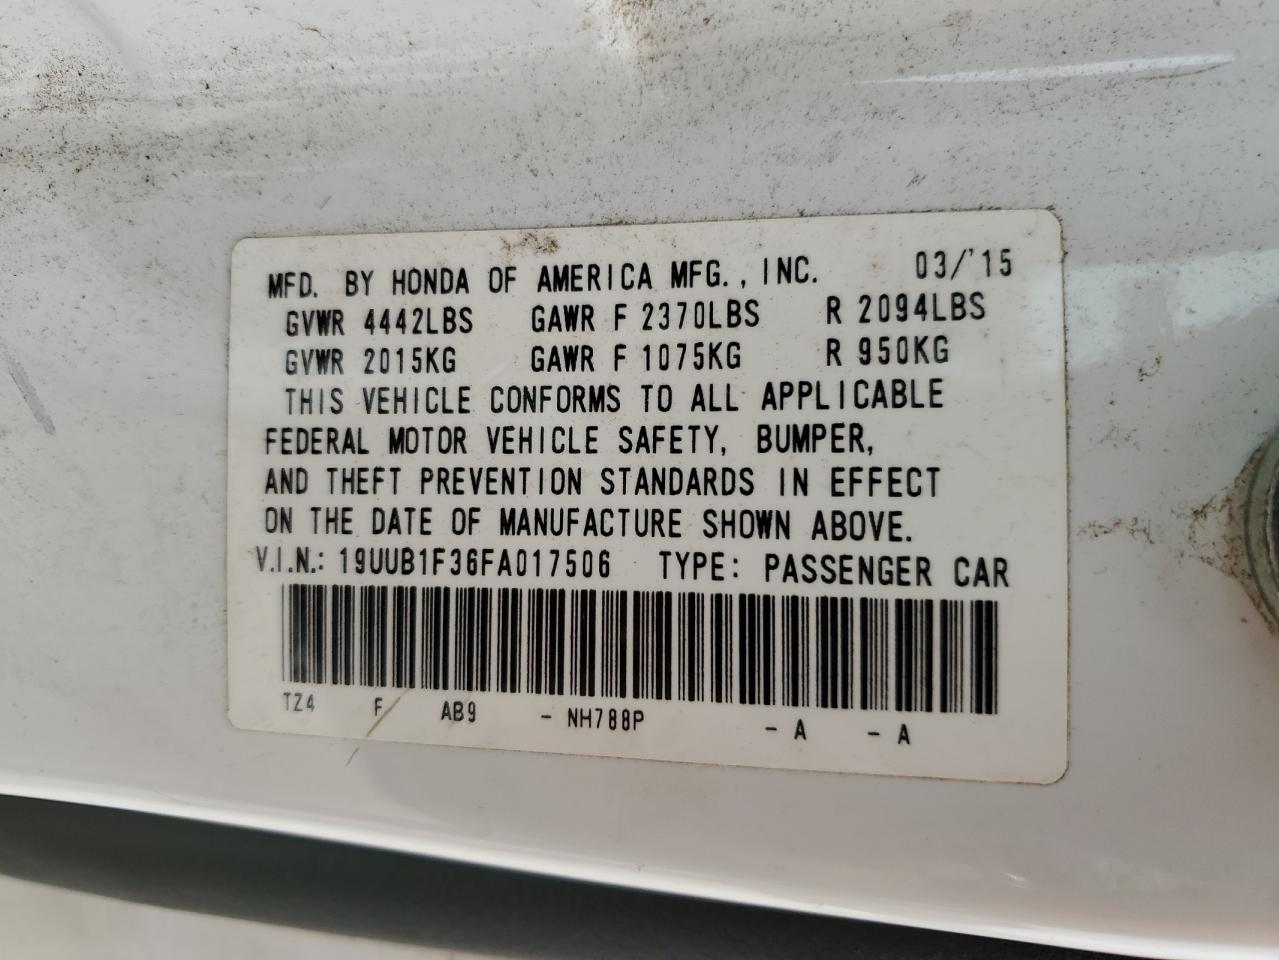 MFD. BY HONDA OF AMERICA MFG., INC. 03/'15
GVWR 4442LBS GAWR F 2370LBS R 2094LBS
GVWR 2015KG GAWR F 1075KG R 950KG
THIS VEHICLE CONFORMS TO ALL APPLICABLE
FEDERAL MOTOR VEHICLE SAFETY, BUMPER,
AND THEFT PREVENTION STANDARDS IN EFFECT
ON THE DATE OF MANUFACTURE SHOWN ABOVE.
V.I.N.: 19UUB1F36FA017506 TYPE: PASSENGER CAR
TZ4 F AB9 - NH788P - A - A